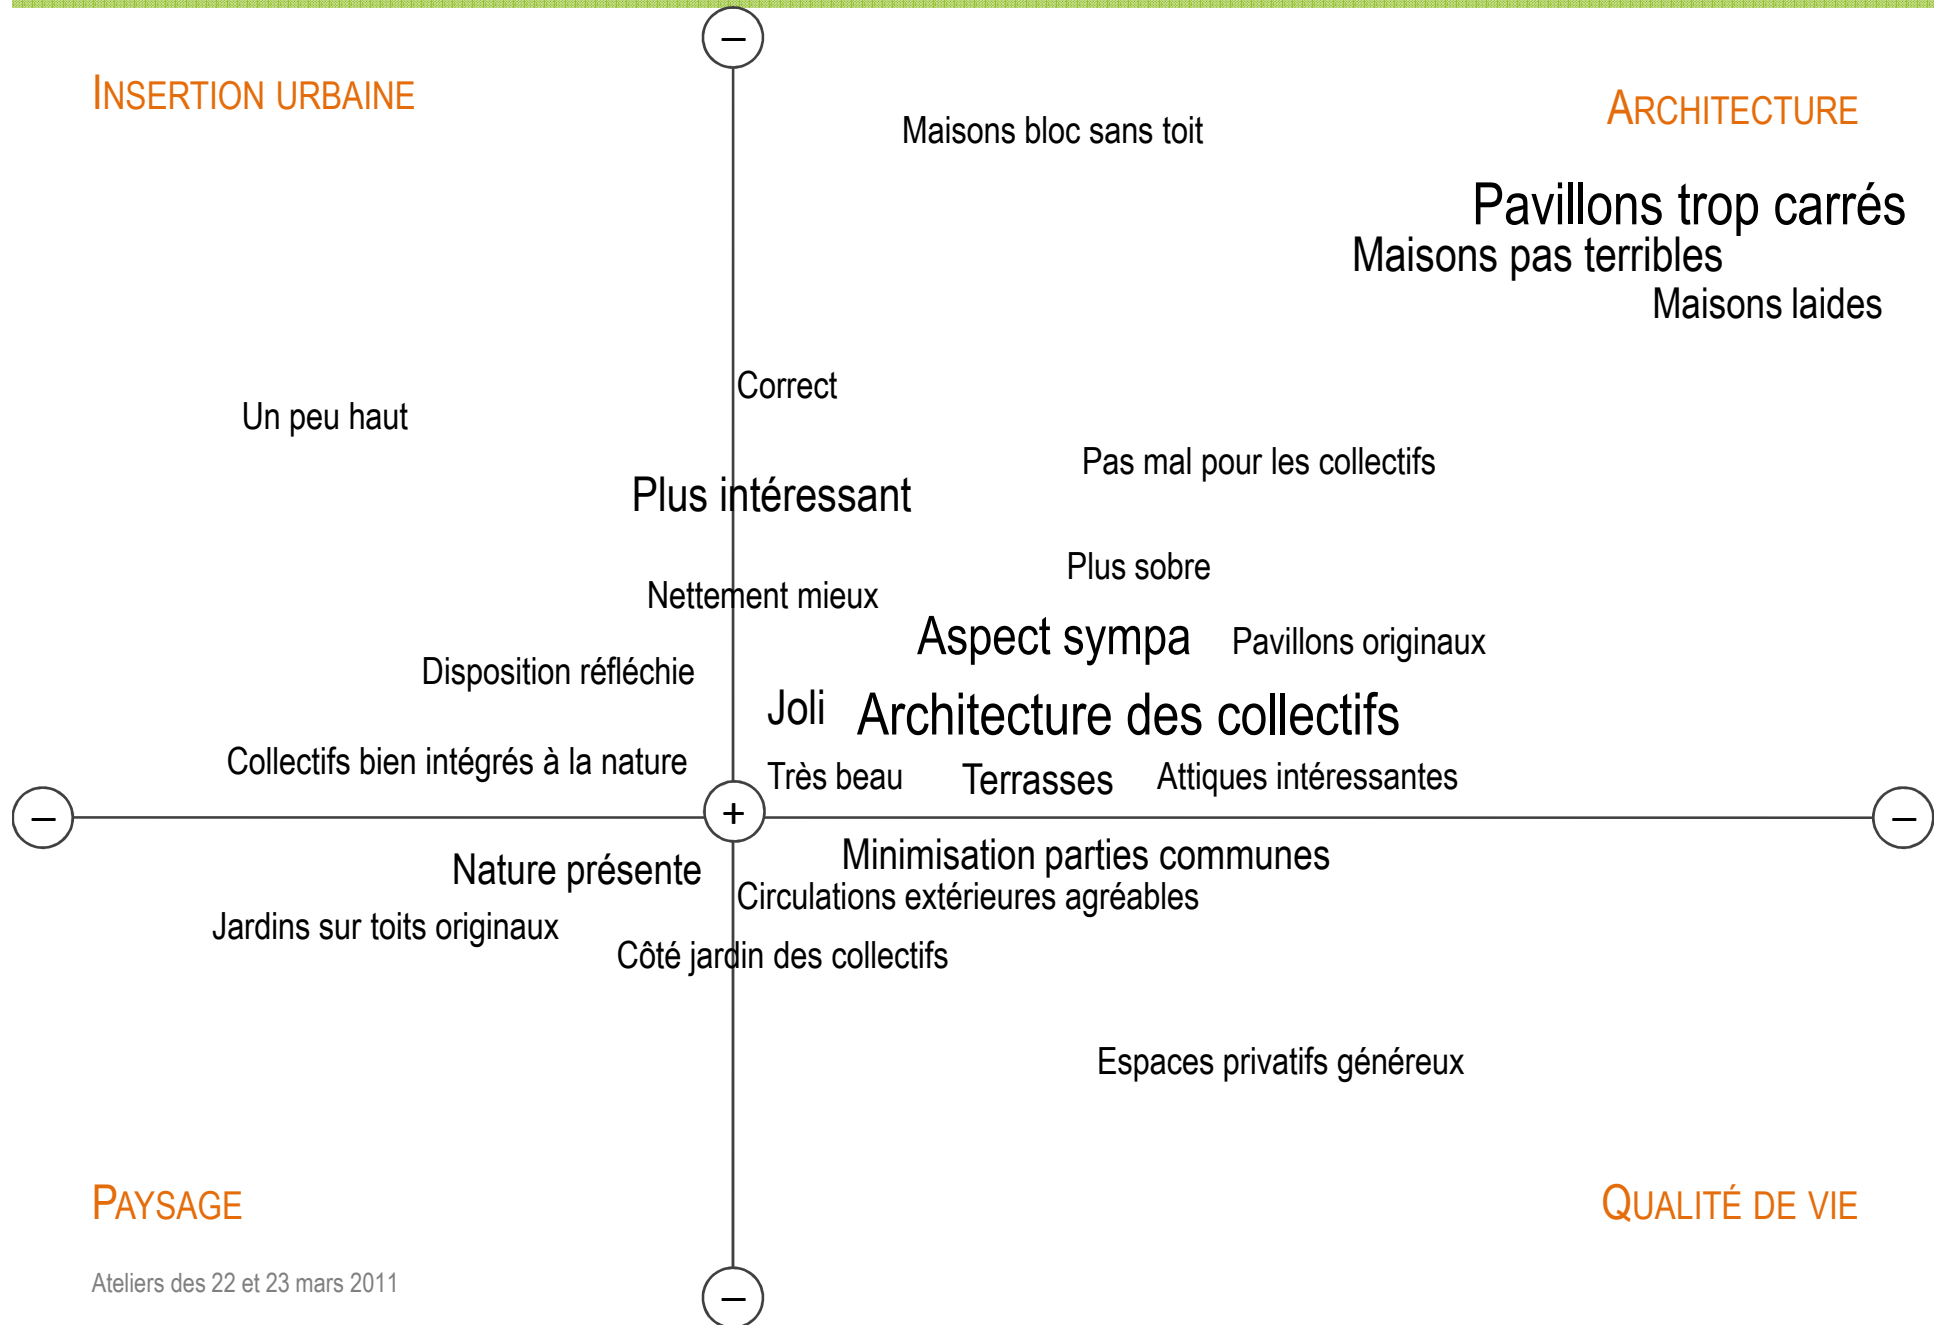 –
INSERTION URBAINE
ARCHITECTURE
Maisons bloc sans toit
Pavillons trop carrés
Maisons pas terribles
Maisons laides
Correct
Un peu haut
Pas mal pour les collectifs
Plus intéressant
Plus sobre
Nettement mieux
Aspect sympa
Pavillons originaux
Disposition réfléchie
Joli
Architecture des collectifs
Collectifs bien intégrés à la nature
Très beau
Terrasses
Attiques intéressantes
–
+
–
Nature présente
Minimisation parties communes
Circulations extérieures agréables
Jardins sur toits originaux
Côté jardin des collectifs
Espaces privatifs généreux
PAYSAGE
QUALITÉ DE VIE
Ateliers des 22 et 23 mars 2011
–